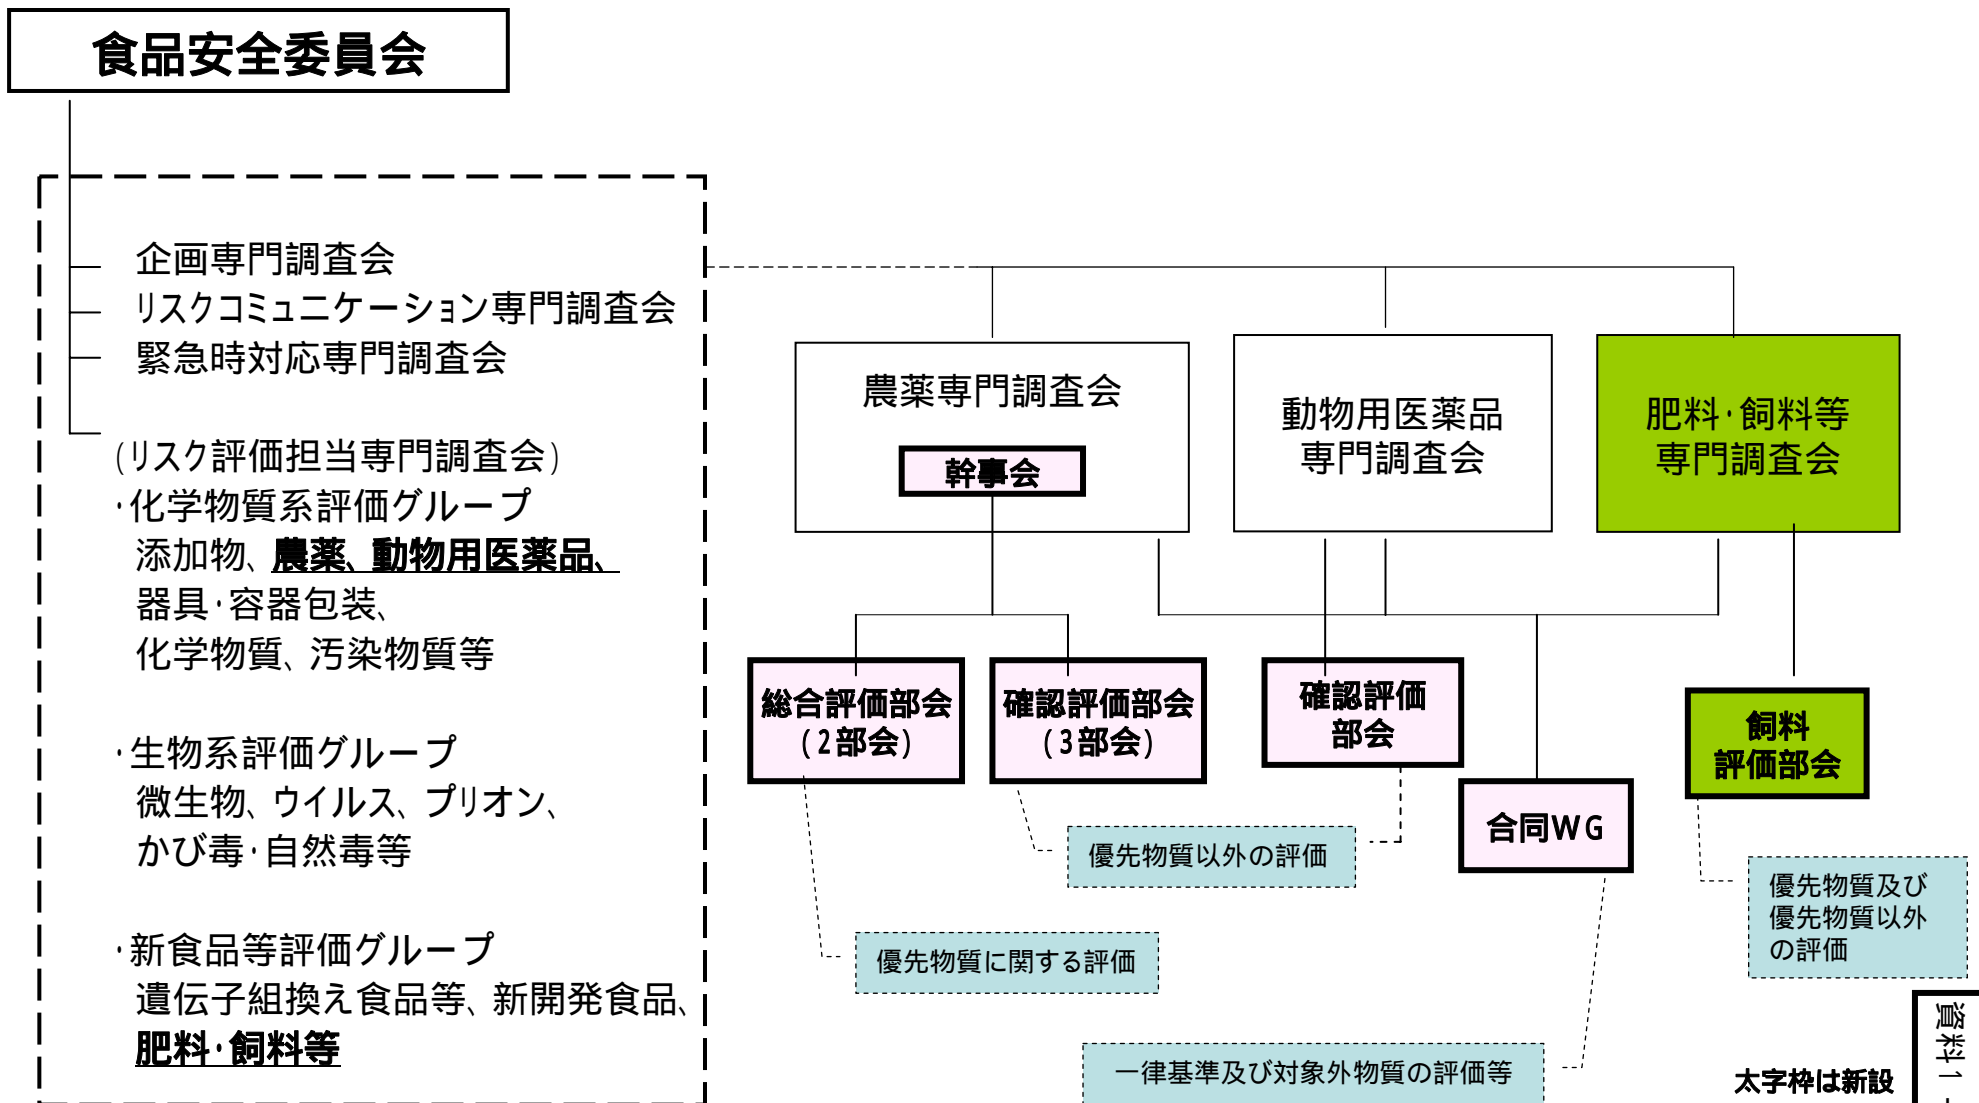 食品安全委員会
企画専門調査会
リスクコミュニケーション専門調査会
緊急時対応専門調査会
(リスク評価担当専門調査会)
・化学物質系評価グループ
添加物、農薬、動物用医薬品、
器具・容器包装、
化学物質、汚染物質等
・生物系評価グループ
微生物、ウイルス、プリオン、
かび毒・自然毒等
・新食品等評価グループ
遺伝子組換え食品等、新開発食品、
肥料・飼料等
農薬専門調査会
幹事会
動物用医薬品
専門調査会
肥料・飼料等
専門調査会
総合評価部会
(2部会)
確認評価部会
(3部会)
確認評価
部会
合同WG
飼料
評価部会
優先物質以外の評価
優先物質に関する評価
優先物質及び
優先物質以外
の評価
一律基準及び対象外物質の評価等
太字枠は新設
資料1